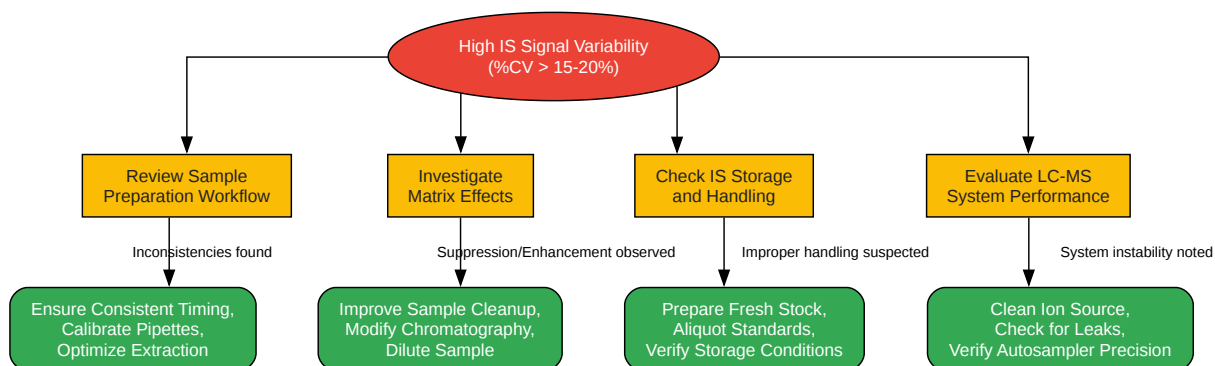 High IS Signal Variability
(%CV > 15-20%)
Review Sample
Preparation Workflow
Investigate
Matrix Effects
Check IS Storage
and Handling
Evaluate LC-MS
System Performance
Inconsistencies found
Suppression/Enhancement observed
Improper handling suspected
System instability noted
Ensure Consistent Timing,
Calibrate Pipettes,
Optimize Extraction
Improve Sample Cleanup,
Modify Chromatography,
Dilute Sample
Prepare Fresh Stock,
Aliquot Standards,
Verify Storage Conditions
Clean Ion Source,
Check for Leaks,
Verify Autosampler Precision